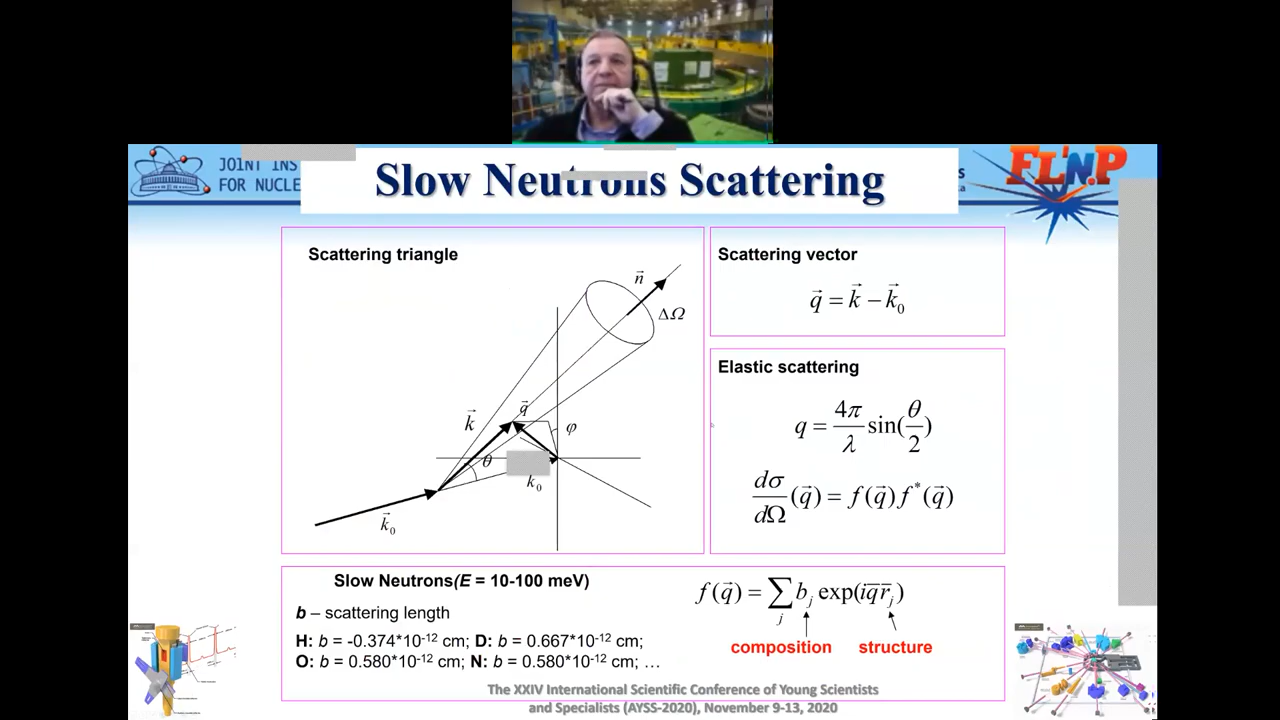 JOINT INS
FOR NUCLE
Slow Neutrons Scattering
FLNP
Scattering triangle
n⃗
ΔΩ
q⃗
k⃗
φ
θ
k₀
k⃗₀
Scattering vector
q⃗ = k⃗ − k⃗₀
Elastic scattering
q = 4π/λ sin(θ/2)
dσ/dΩ (q⃗) = f(q⃗) f*(q⃗)
Slow Neutrons(E = 10-100 meV)
b – scattering length
H: b = -0.374*10⁻¹² cm; D: b = 0.667*10⁻¹² cm;
O: b = 0.580*10⁻¹² cm; N: b = 0.580*10⁻¹² cm; …
f(q⃗) = ∑ⱼ bⱼ exp(iq̅r̅ⱼ)
composition structure
The XXIV International Scientific Conference of Young Scientists
and Specialists (AYSS-2020), November 9-13, 2020